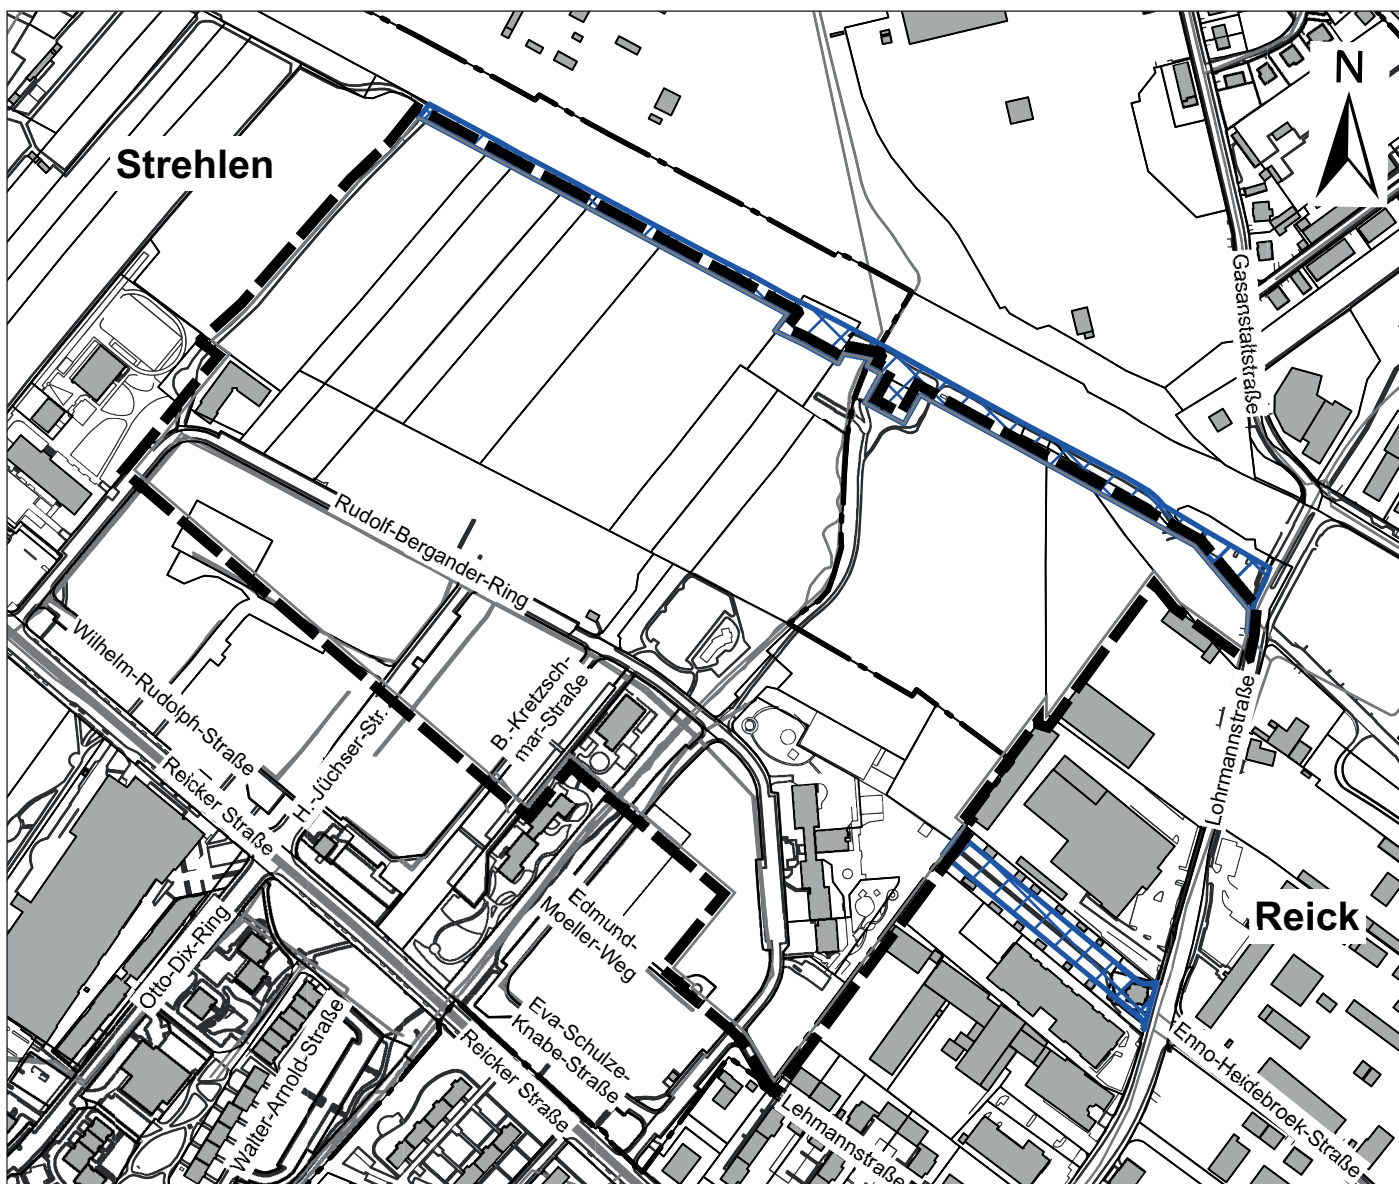 N
Strehlen
Gasanstaltstraße
Rudolf-Bergander-Ring
Wilhelm-Rudolph-Straße
Reicker Straße
H.-Jüchser-Str.
B.-Kretzsch-
mar-Straße
Lohrmannstraße
Reick
Edmund-
Moeller-Weg
Otto-Dix-Ring
Walter-Arnold-Straße
Eva-Schulze-
Knabe-Straße
Reicker Straße
Lehmannstraße
Enno-Heidebroek-Straße